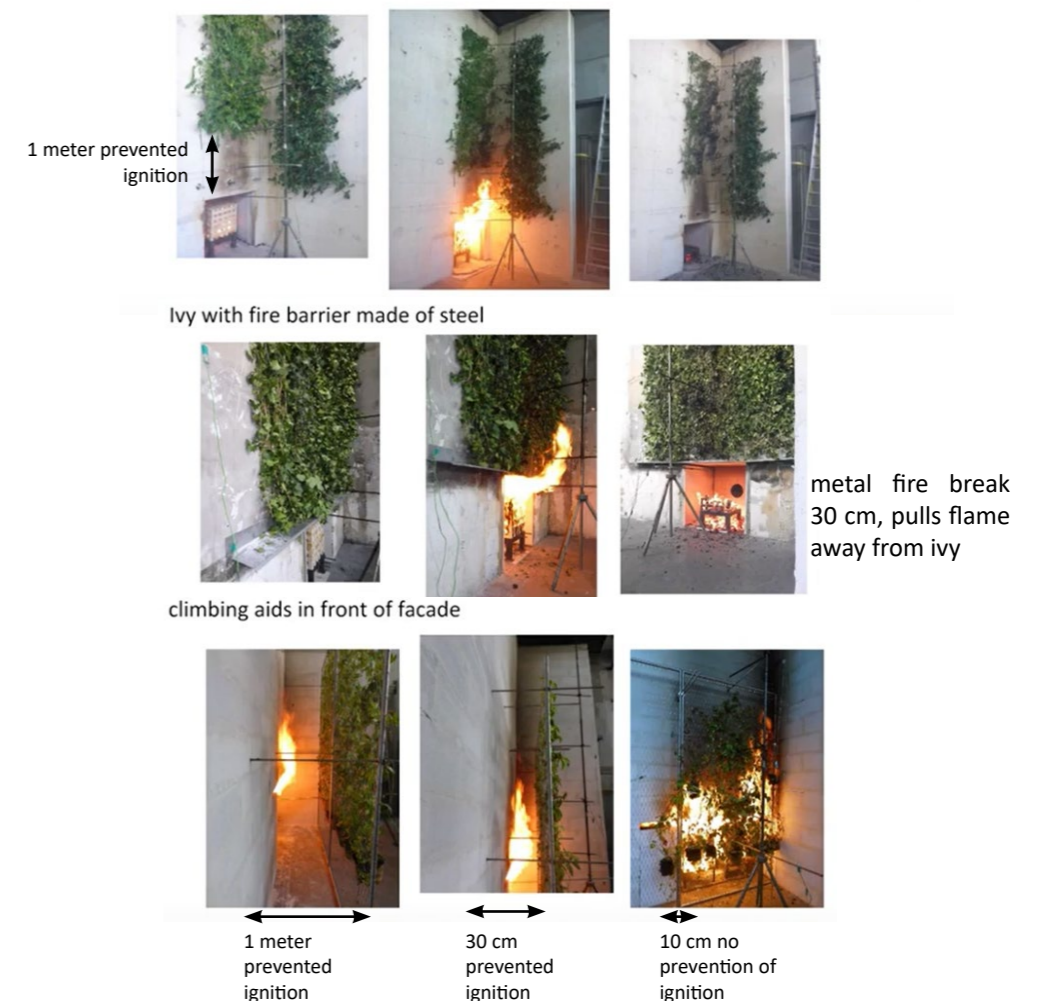 1 meter prevented
ignition
Ivy with fire barrier made of steel
metal fire break
30 cm, pulls flame
away from ivy
climbing aids in front of facade
1 meter
prevented
ignition
30 cm
prevented
ignition
10 cm no
prevention of
ignition